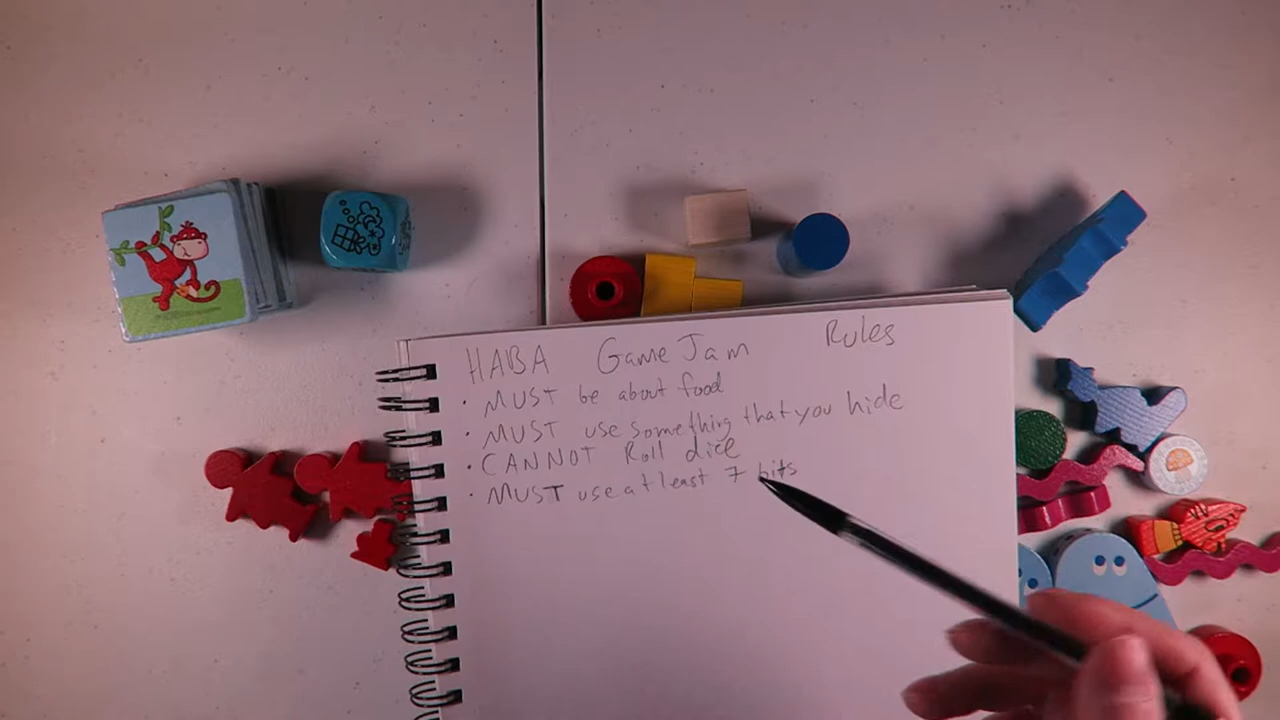 HABA Game Jam Rules
· MUST be about food
· MUST use something that you hide
· CANNOT Roll dice
· MUST use at least 7 bits